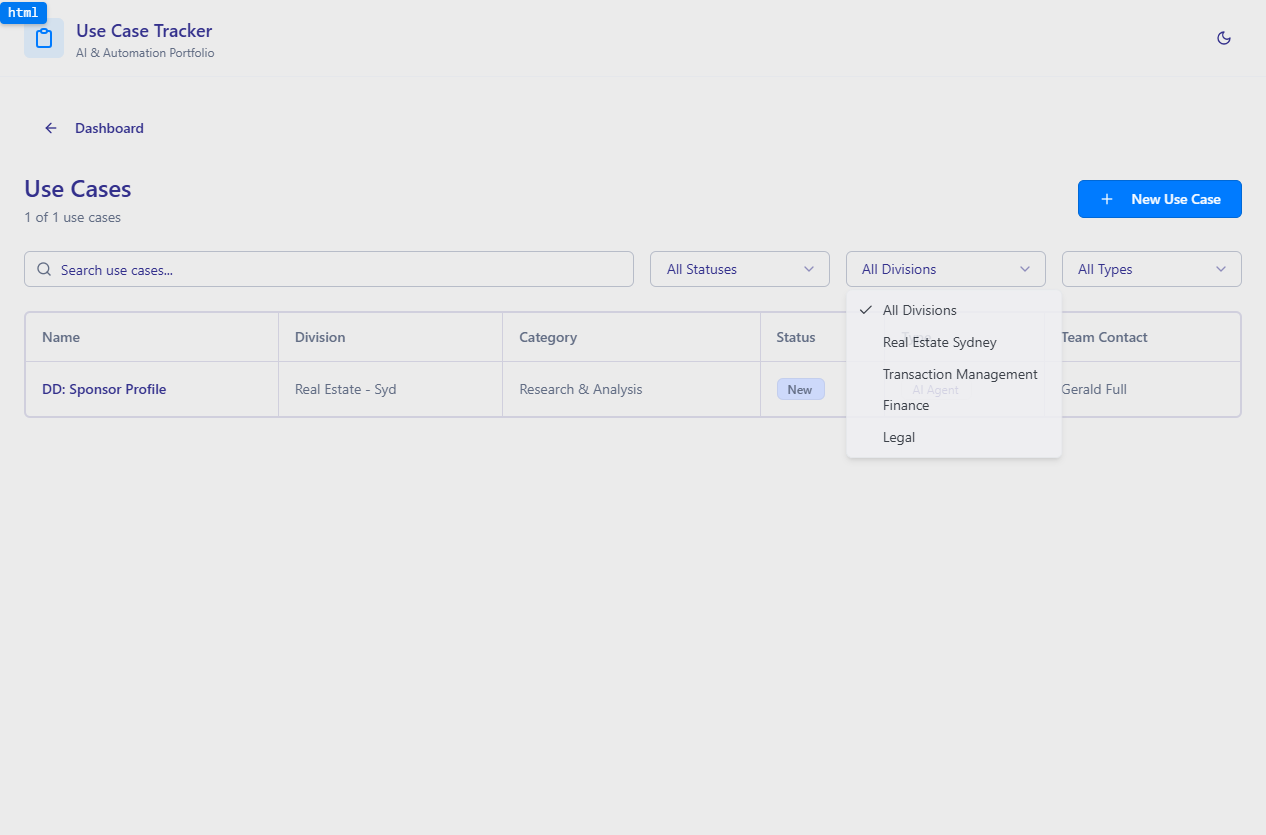 html
Use Case Tracker
AI & Automation Portfolio
Dashboard
Use Cases
1 of 1 use cases
New Use Case
Search use cases...
All Statuses
All Divisions
All Types
All Divisions
Real Estate Sydney
Transaction Management
Finance
Legal
Name Division Category Status Type Team Contact
DD: Sponsor Profile Real Estate - Syd Research & Analysis New AI Agent Gerald Full